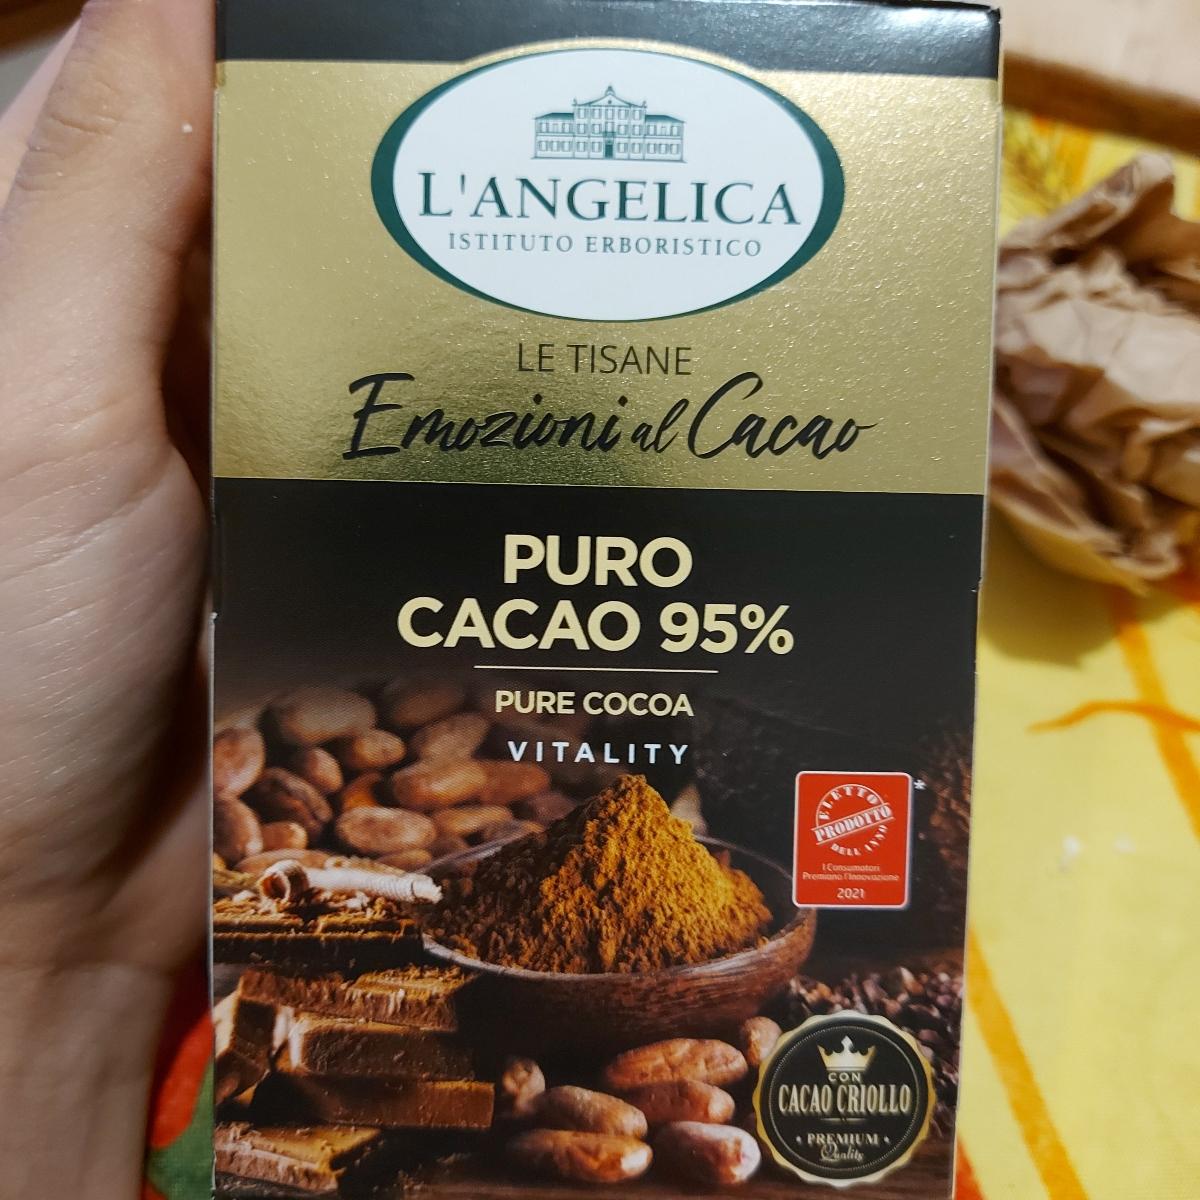 L'ANGELICA
ISTITUTO ERBORISTICO
LE TISANE
Emozioni al Cacao
PURO
CACAO 95%
PURE COCOA
VITALITY
*
ELETTO
PRODOTTO
DELL'ANNO
I Consumatori
Premiano l'Innovazione
2021
CON
CACAO CRIOLLO
• PREMIUM •
Quality